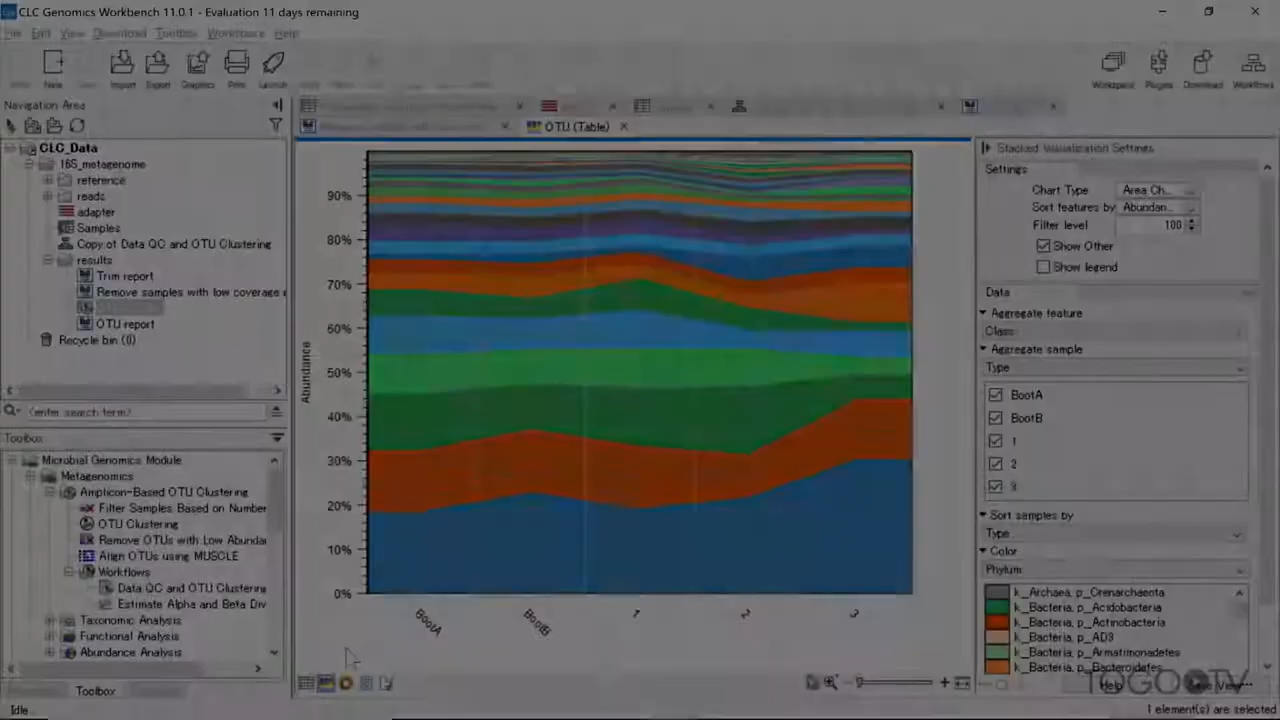 CLC Genomics Workbench 11.0.1 - Evaluation 11 days remaining
File Edit View Download Toolbox Workspace Help
New Import Export Graphics Print Launch
Workspace Plugins Download Workflows
Navigation Area
CLC_Data
16S_metagenome
reference
reads
adapter
Samples
Copy of Data QC and OTU Clustering
results
Trim report
Remove samples with low coverage
OTU report
Recycle bin (0)
<enter search term>
Toolbox
Microbial Genomics Module
Metagenomics
Amplicon-Based OTU Clustering
Filter Samples Based on Number
OTU Clustering
Remove OTUs with Low Abunda
Align OTUs using MUSCLE
Workflows
Data QC and OTU Clustering
Estimate Alpha and Beta Div
Taxonomic Analysis
Functional Analysis
Abundance Analysis
Toolbox
Idle...
OTU (Table)
Abundance
90%
80%
70%
60%
50%
40%
30%
20%
10%
0%
BootA BootB 1 2 3
Stacked Visualization Settings
Settings
Chart Type Area Ch...
Sort features by Abundan...
Filter level 100
Show Other
Show legend
Data
Aggregate feature
Class
Aggregate sample
Type
BootA
BootB
1
2
3
Sort samples by
Type
Color
Phylum
k__Archaea, p__Crenarchaeota
k__Bacteria, p__Acidobacteria
k__Bacteria, p__Actinobacteria
k__Bacteria, p__AD3
k__Bacteria, p__Armatimonadetes
k__Bacteria, p__Bacteroidetes
Help
TOGO TV
1 element(s) are selected